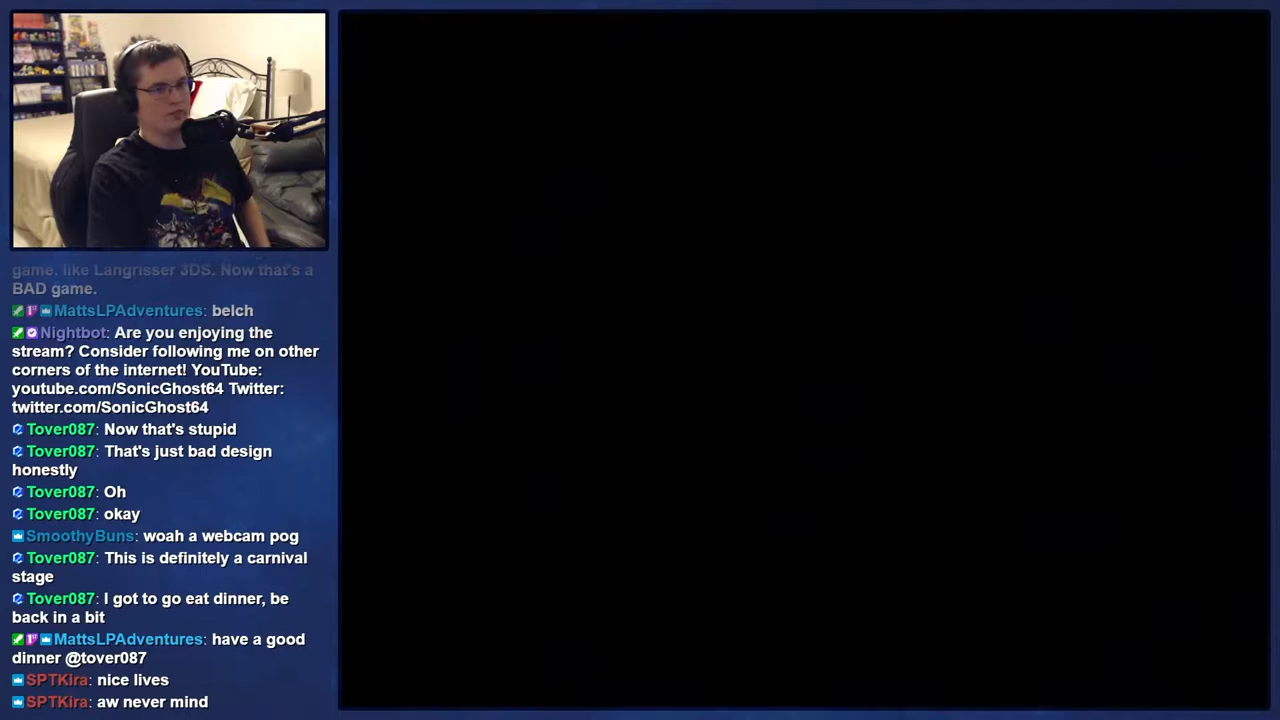 game. like Langrisser 3DS. Now that's a
BAD game.
MattsLPAdventures: belch
Nightbot: Are you enjoying the
stream? Consider following me on other
corners of the internet! YouTube:
youtube.com/SonicGhost64 Twitter:
twitter.com/SonicGhost64
Tover087: Now that's stupid
Tover087: That's just bad design
honestly
Tover087: Oh
Tover087: okay
SmoothyBuns: woah a webcam pog
Tover087: This is definitely a carnival
stage
Tover087: I got to go eat dinner, be
back in a bit
MattsLPAdventures: have a good
dinner @tover087
SPTKira: nice lives
SPTKira: aw never mind